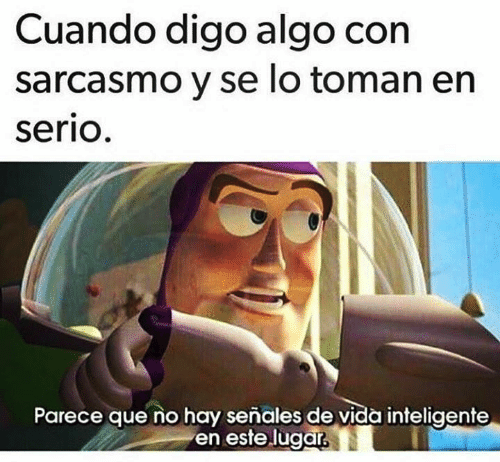 Cuando digo algo con
sarcasmo y se lo toman en
serio.
Parece que no hay señales de vida inteligente
en este lugar.